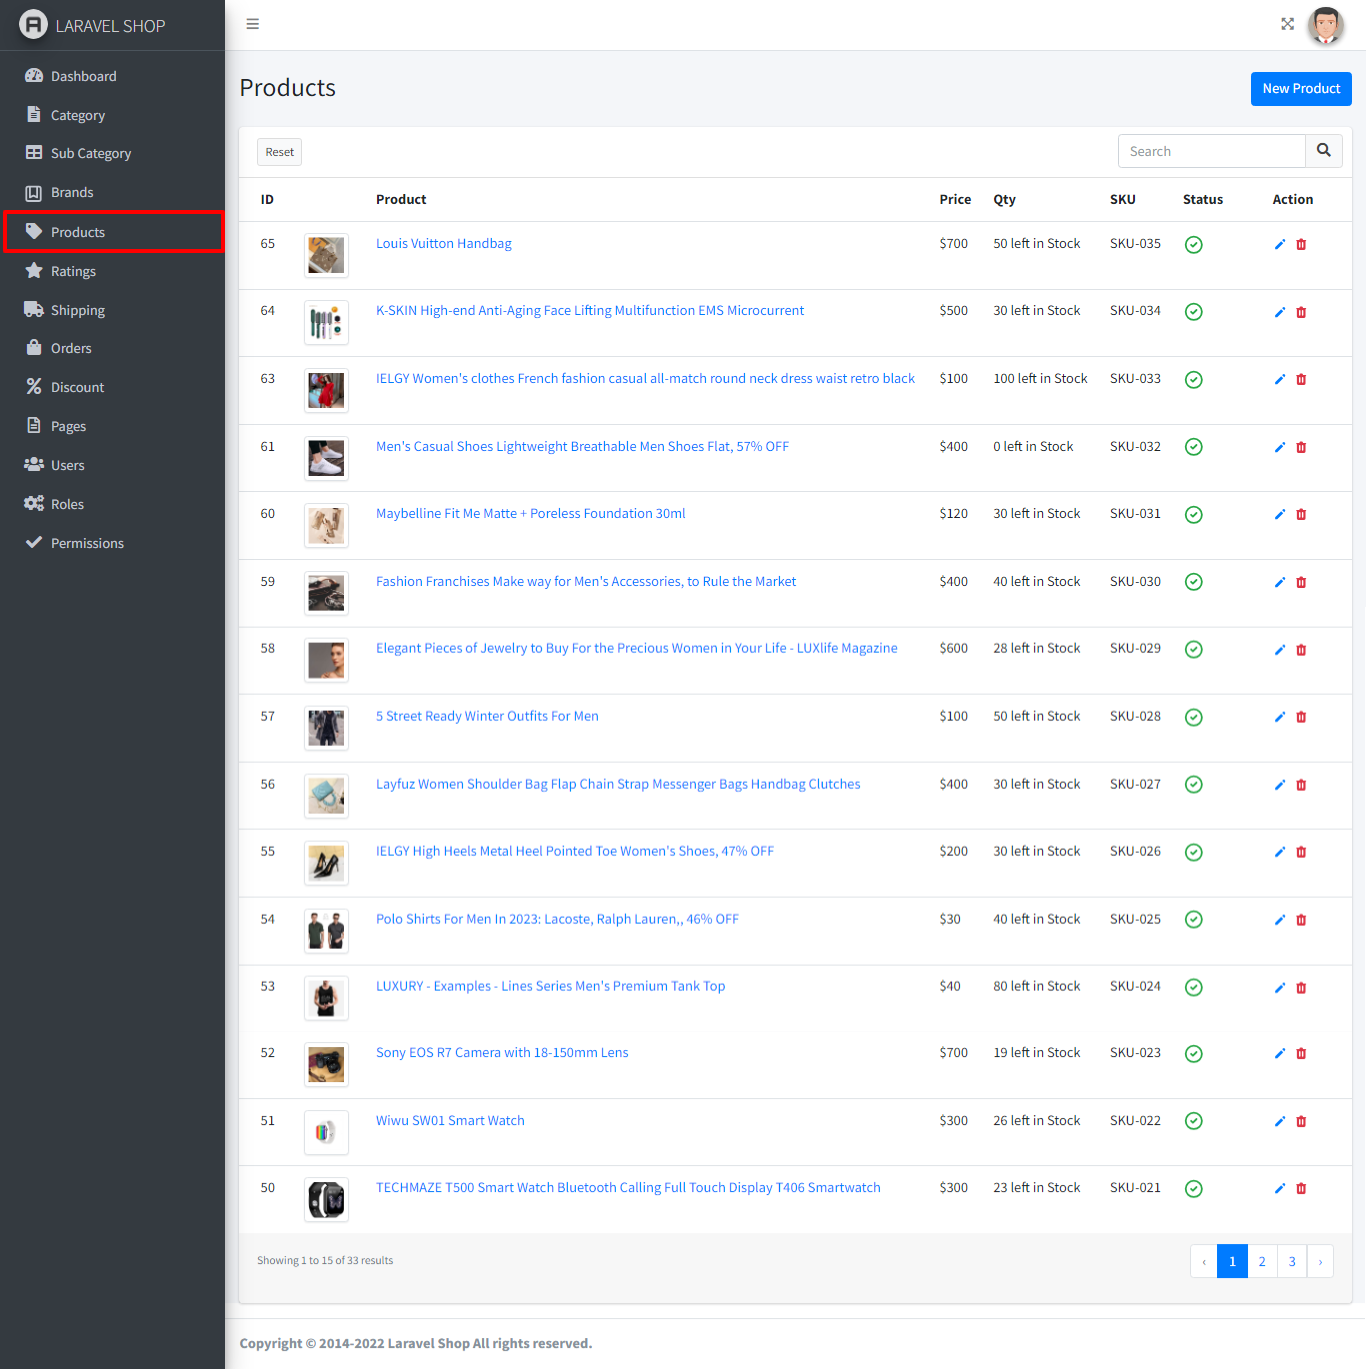 LARAVEL SHOP
Dashboard
Category
Sub Category
Brands
Products
Ratings
Shipping
Orders
Discount
Pages
Users
Roles
Permissions
Products
New Product
Reset
Search
ID Product Price Qty SKU Status Action
65 Louis Vuitton Handbag $700 50 left in Stock SKU-035
64 K-SKIN High-end Anti-Aging Face Lifting Multifunction EMS Microcurrent $500 30 left in Stock SKU-034
63 IELGY Women's clothes French fashion casual all-match round neck dress waist retro black $100 100 left in Stock SKU-033
61 Men's Casual Shoes Lightweight Breathable Men Shoes Flat, 57% OFF $400 0 left in Stock SKU-032
60 Maybelline Fit Me Matte + Poreless Foundation 30ml $120 30 left in Stock SKU-031
59 Fashion Franchises Make way for Men's Accessories, to Rule the Market $400 40 left in Stock SKU-030
58 Elegant Pieces of Jewelry to Buy For the Precious Women in Your Life - LUXlife Magazine $600 28 left in Stock SKU-029
57 5 Street Ready Winter Outfits For Men $100 50 left in Stock SKU-028
56 Layfuz Women Shoulder Bag Flap Chain Strap Messenger Bags Handbag Clutches $400 30 left in Stock SKU-027
55 IELGY High Heels Metal Heel Pointed Toe Women's Shoes, 47% OFF $200 30 left in Stock SKU-026
54 Polo Shirts For Men In 2023: Lacoste, Ralph Lauren,, 46% OFF $30 40 left in Stock SKU-025
53 LUXURY - Examples - Lines Series Men's Premium Tank Top $40 80 left in Stock SKU-024
52 Sony EOS R7 Camera with 18-150mm Lens $700 19 left in Stock SKU-023
51 Wiwu SW01 Smart Watch $300 26 left in Stock SKU-022
50 TECHMAZE T500 Smart Watch Bluetooth Calling Full Touch Display T406 Smartwatch $300 23 left in Stock SKU-021
Showing 1 to 15 of 33 results
‹ 1 2 3 ›
Copyright © 2014-2022 Laravel Shop All rights reserved.